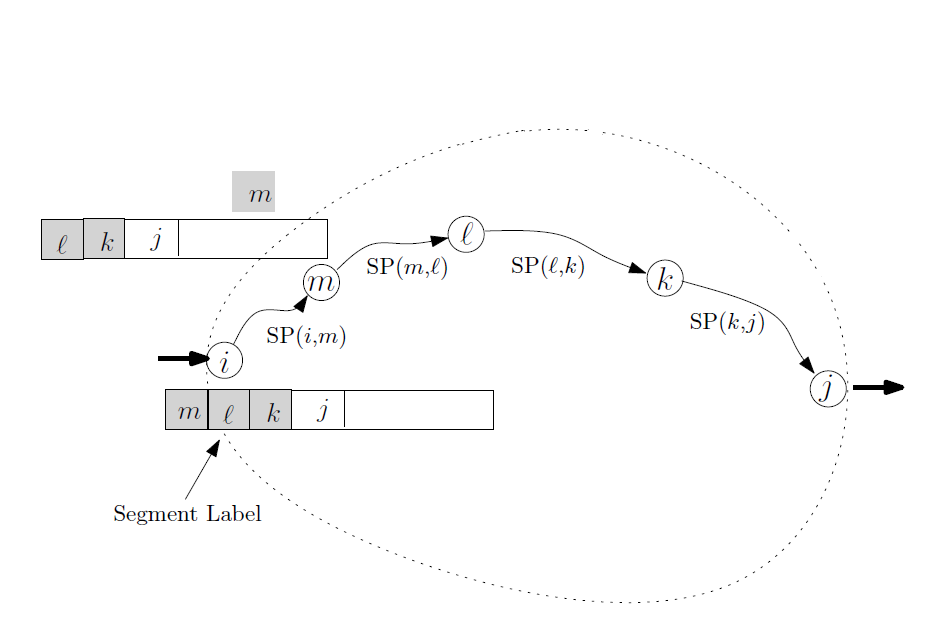 m
ℓ k j
ℓ
SP(m,ℓ) SP(ℓ,k)
m k
SP(k,j)
SP(i,m)
i
j
m ℓ k j
Segment Label